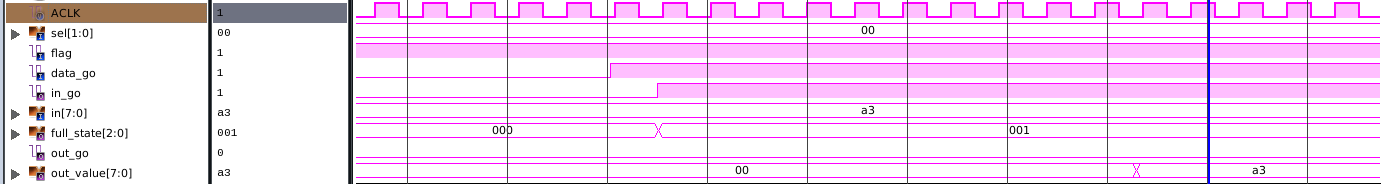 ACLK 1
sel[1:0] 00 00
flag 1
data_go 1
in_go 1
in[7:0] a3 a3
full_state[2:0] 001 000 001
out_go 0
out_value[7:0] a3 00 a3